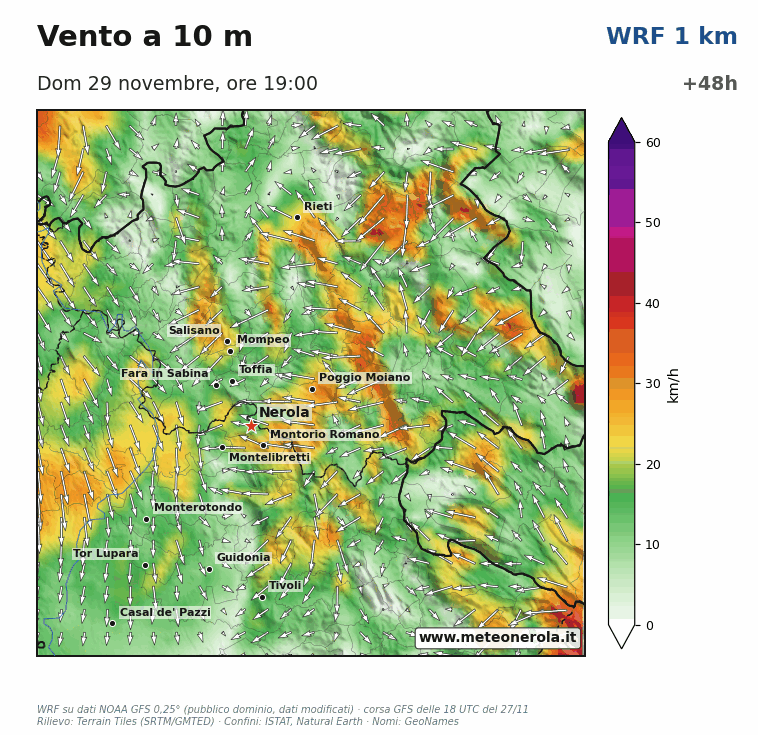 Vento a 10 m
WRF 1 km
Dom 29 novembre, ore 19:00
+48h
Rieti
Salisano
Mompeo
Fara in Sabina
Toffia
Poggio Moiano
Nerola
Montorio Romano
Montelibretti
Monterotondo
Tor Lupara
Guidonia
Tivoli
Casal de' Pazzi
www.meteonerola.it
60
50
40
30
20
10
0
km/h
WRF su dati NOAA GFS 0,25° (pubblico dominio, dati modificati) · corsa GFS delle 18 UTC del 27/11
Rilievo: Terrain Tiles (SRTM/GMTED) · Confini: ISTAT, Natural Earth · Nomi: GeoNames